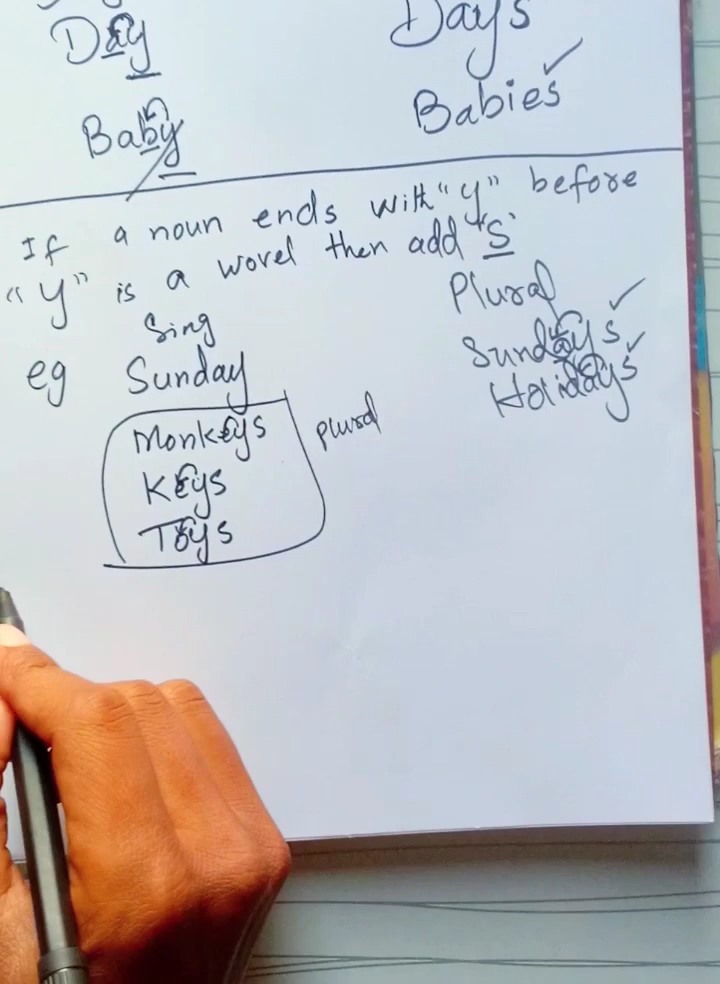 Day Days
Baby Babies
If a noun ends with "y" before
"y" is a wovel then add "S"
Sing Plural
eg Sunday Sundays
Holidays
Monkeys plural
Keys
Toys